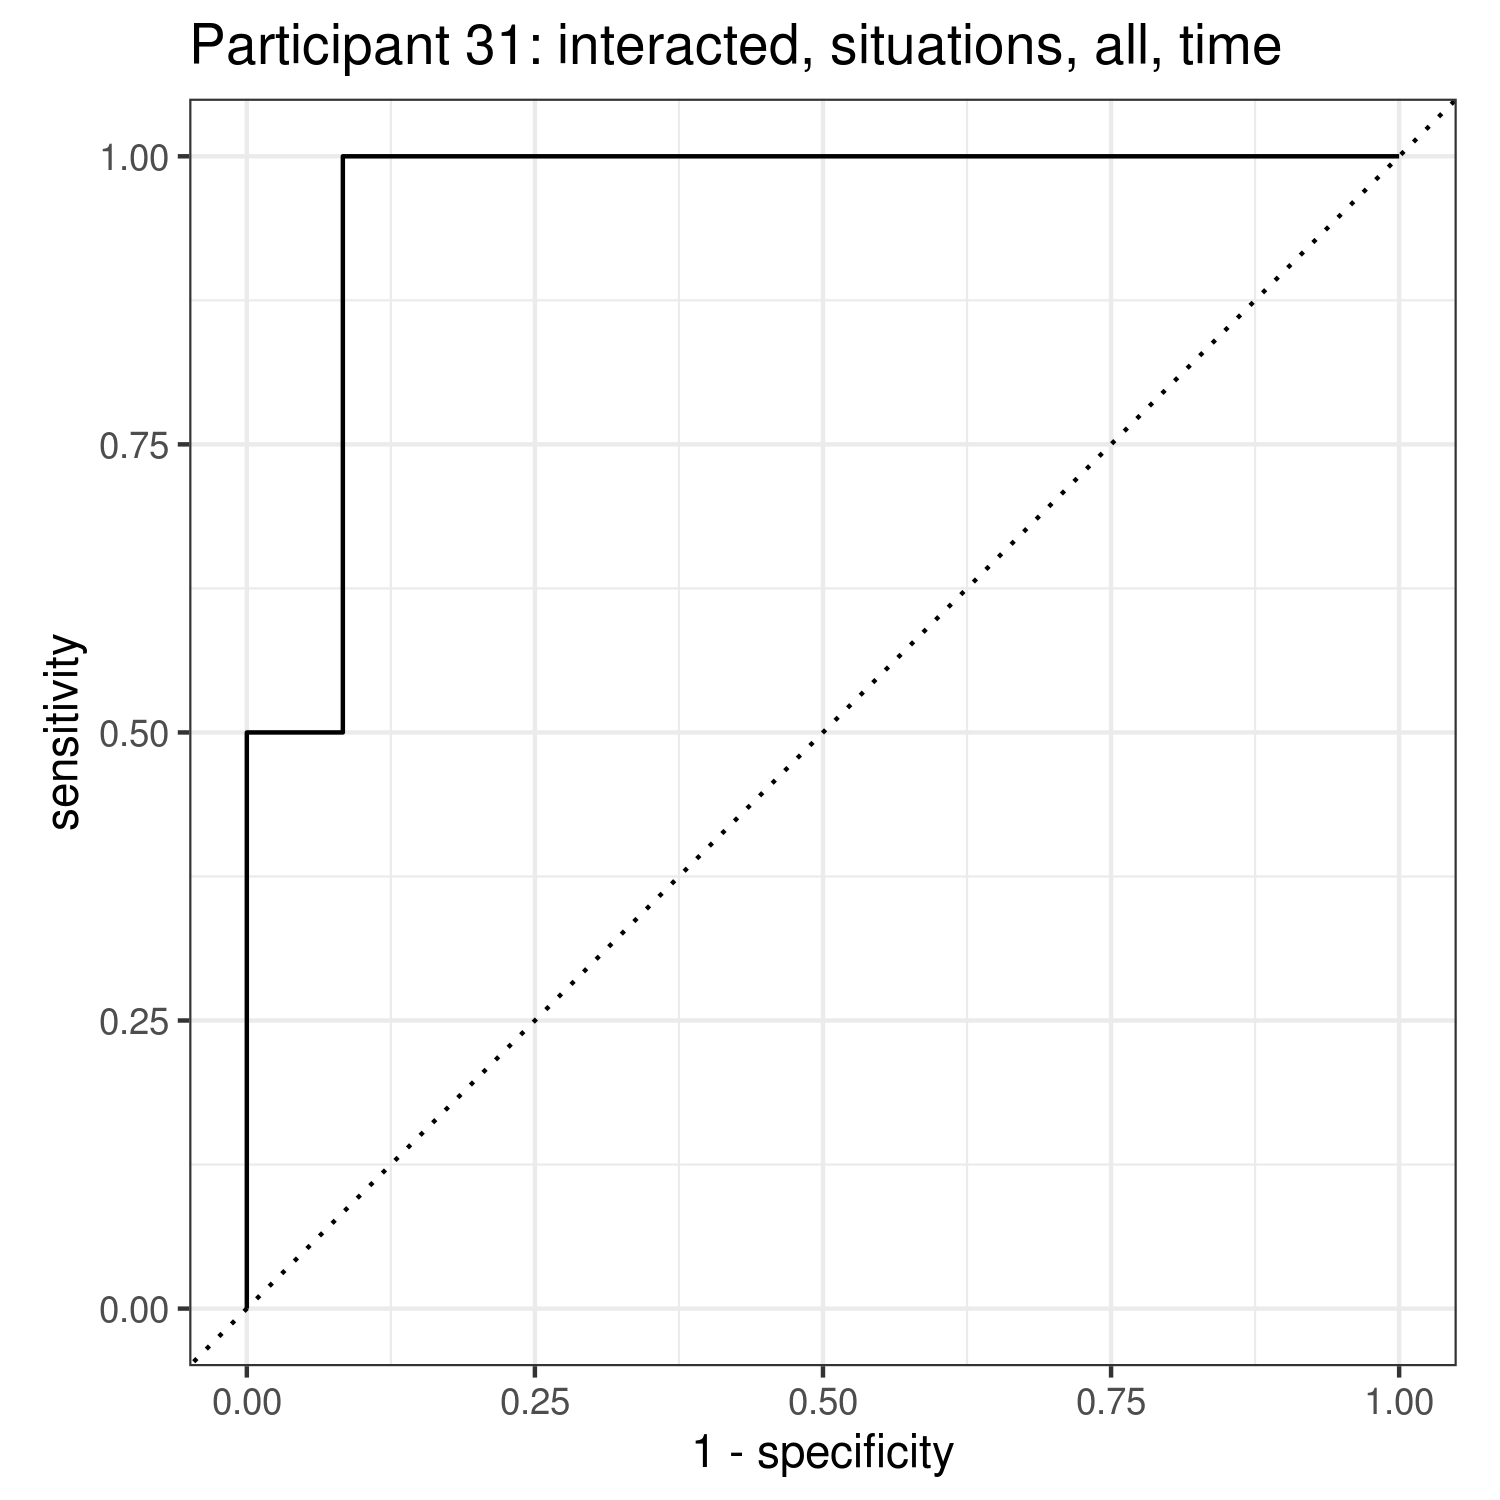 Participant 31: interacted, situations, all, time
1.00
0.75
0.50
0.25
0.00
sensitivity
0.00 0.25 0.50 0.75 1.00
1 - specificity